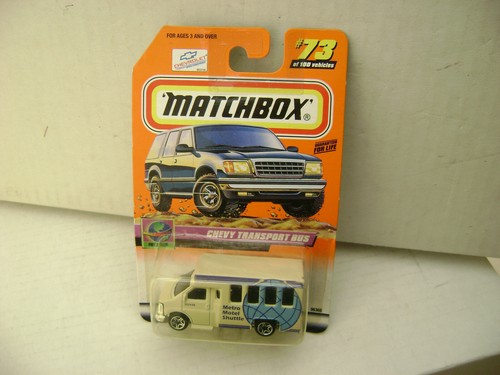 FOR AGES 3 AND OVER
#73
of 100 vehicles
CHEVROLET
MATCHBOX®
GUARANTEED
FOR LIFE
CHEVY TRANSPORT BUS
Metro
Motel
Shuttle